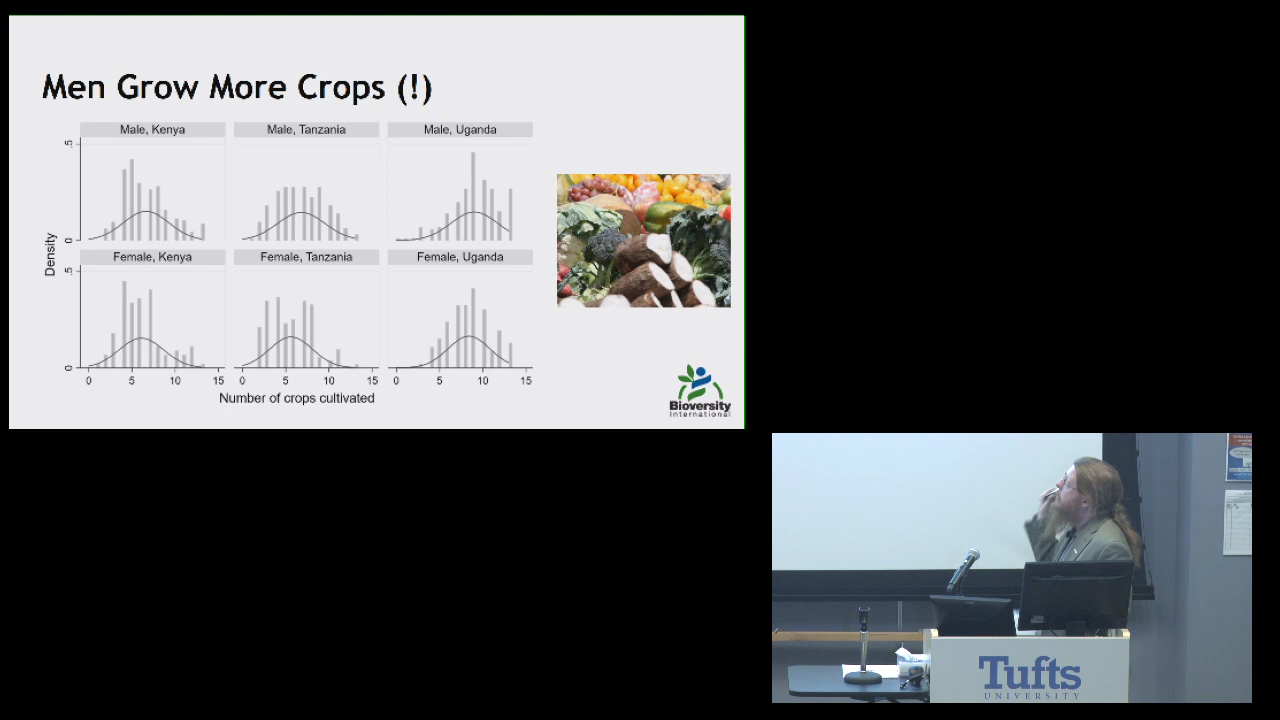 Men Grow More Crops (!)
Male, Kenya
Male, Tanzania
Male, Uganda
.5
0
Density
Female, Kenya
Female, Tanzania
Female, Uganda
.5
0
0 5 10 15
0 5 10 15
0 5 10 15
Number of crops cultivated
Bioversity
International
Tufts
UNIVERSITY